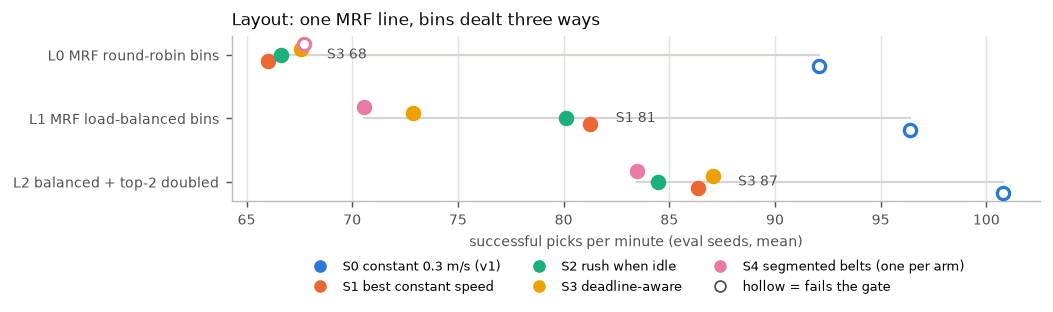 Layout: one MRF line, bins dealt three ways
L0 MRF round-robin bins
S3 68
L1 MRF load-balanced bins
S1 81
L2 balanced + top-2 doubled
S3 87
65 70 75 80 85 90 95 100
successful picks per minute (eval seeds, mean)
S0 constant 0.3 m/s (v1) S2 rush when idle S4 segmented belts (one per arm)
S1 best constant speed S3 deadline-aware hollow = fails the gate